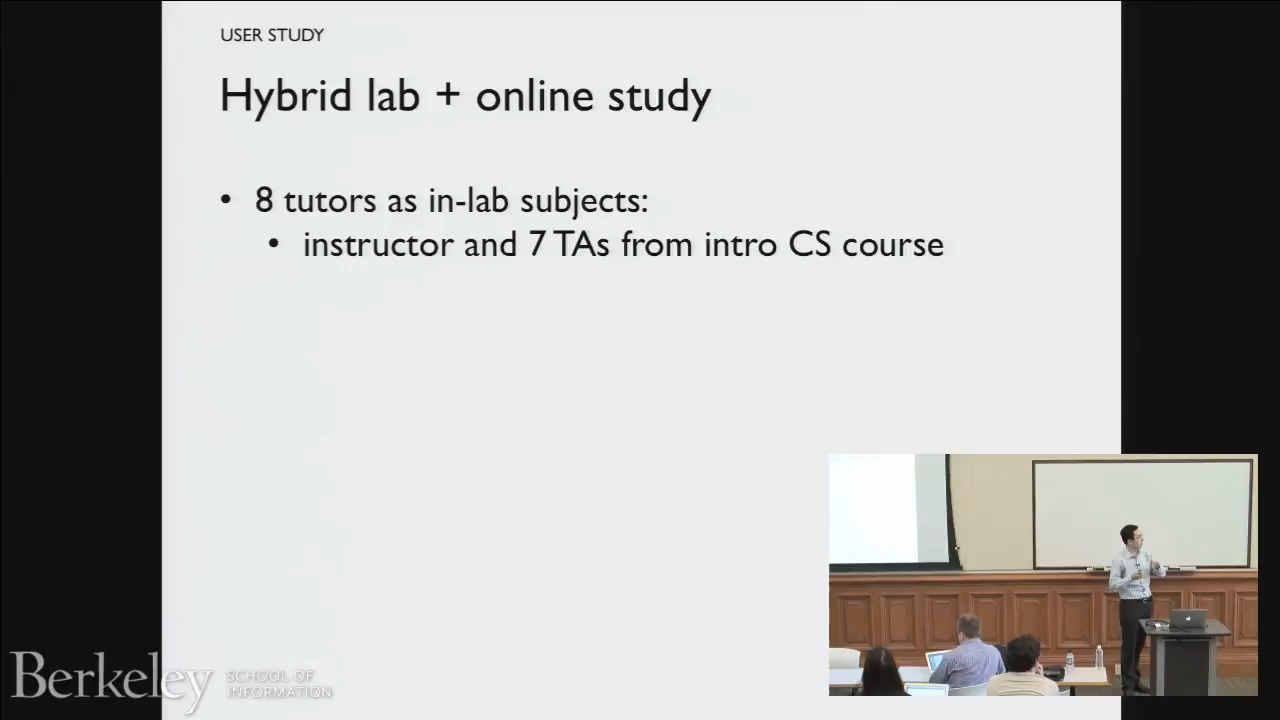 USER STUDY
Hybrid lab + online study
• 8 tutors as in-lab subjects:
• instructor and 7 TAs from intro CS course
Berkeley
SCHOOL OF
INFORMATION